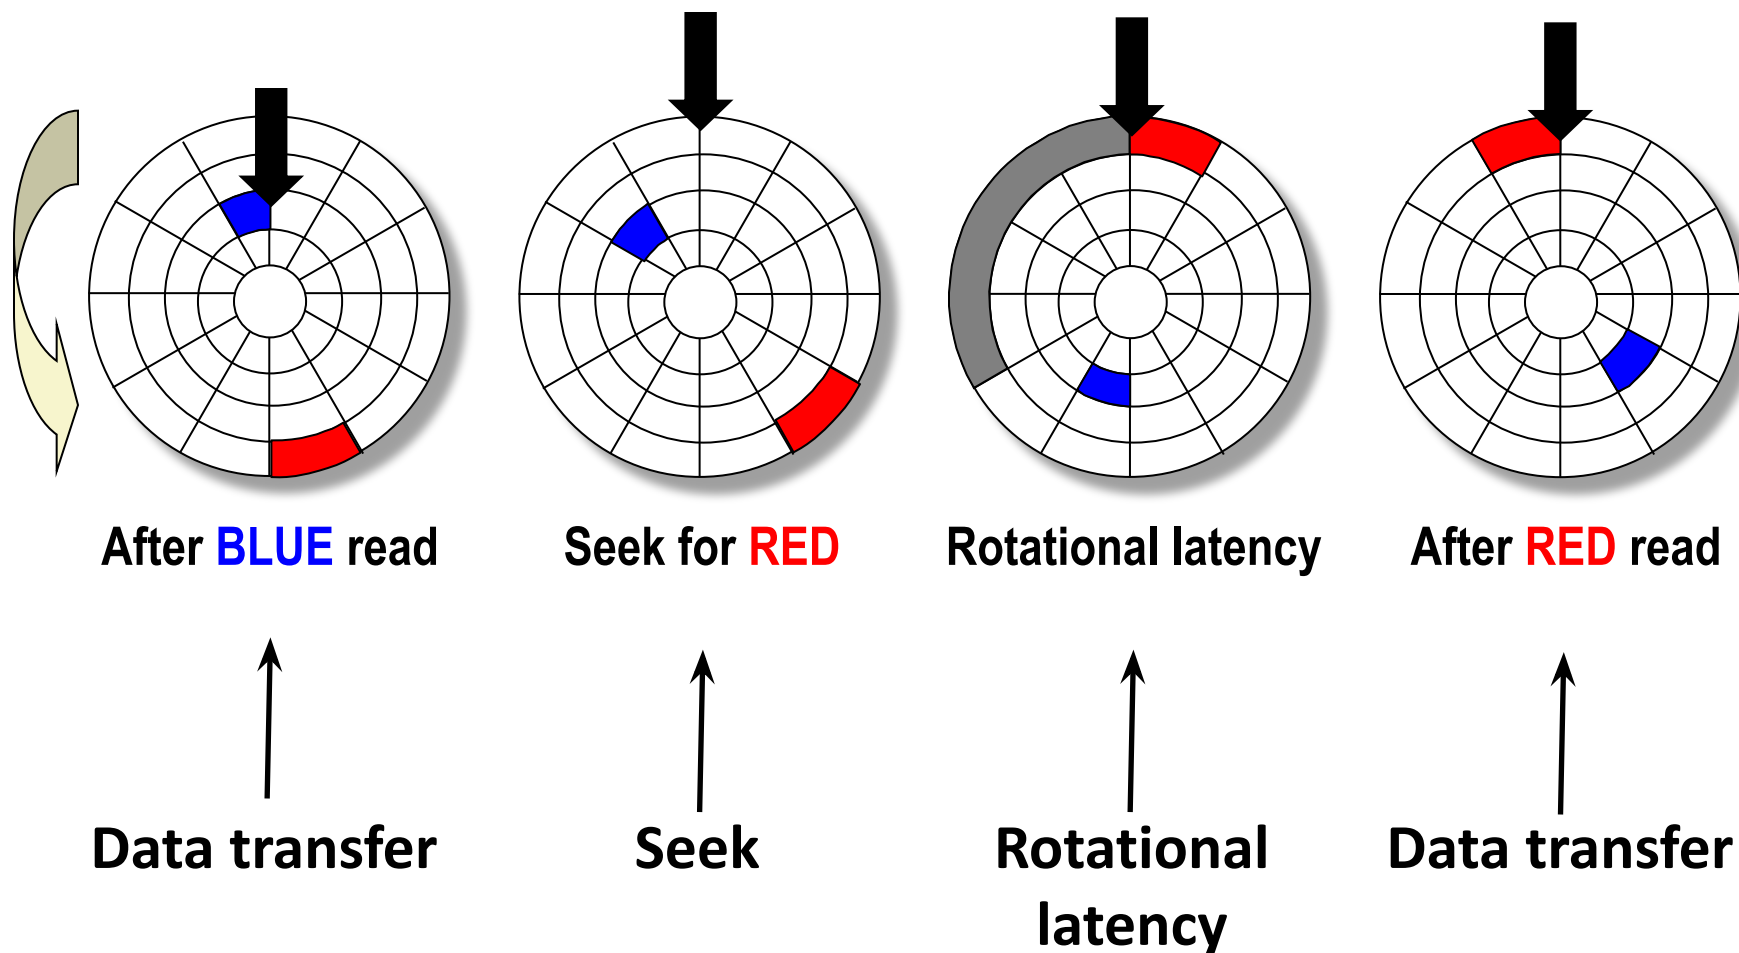 After BLUE read
Seek for RED
Rotational latency
After RED read
Data transfer
Seek
Rotational
latency
Data transfer